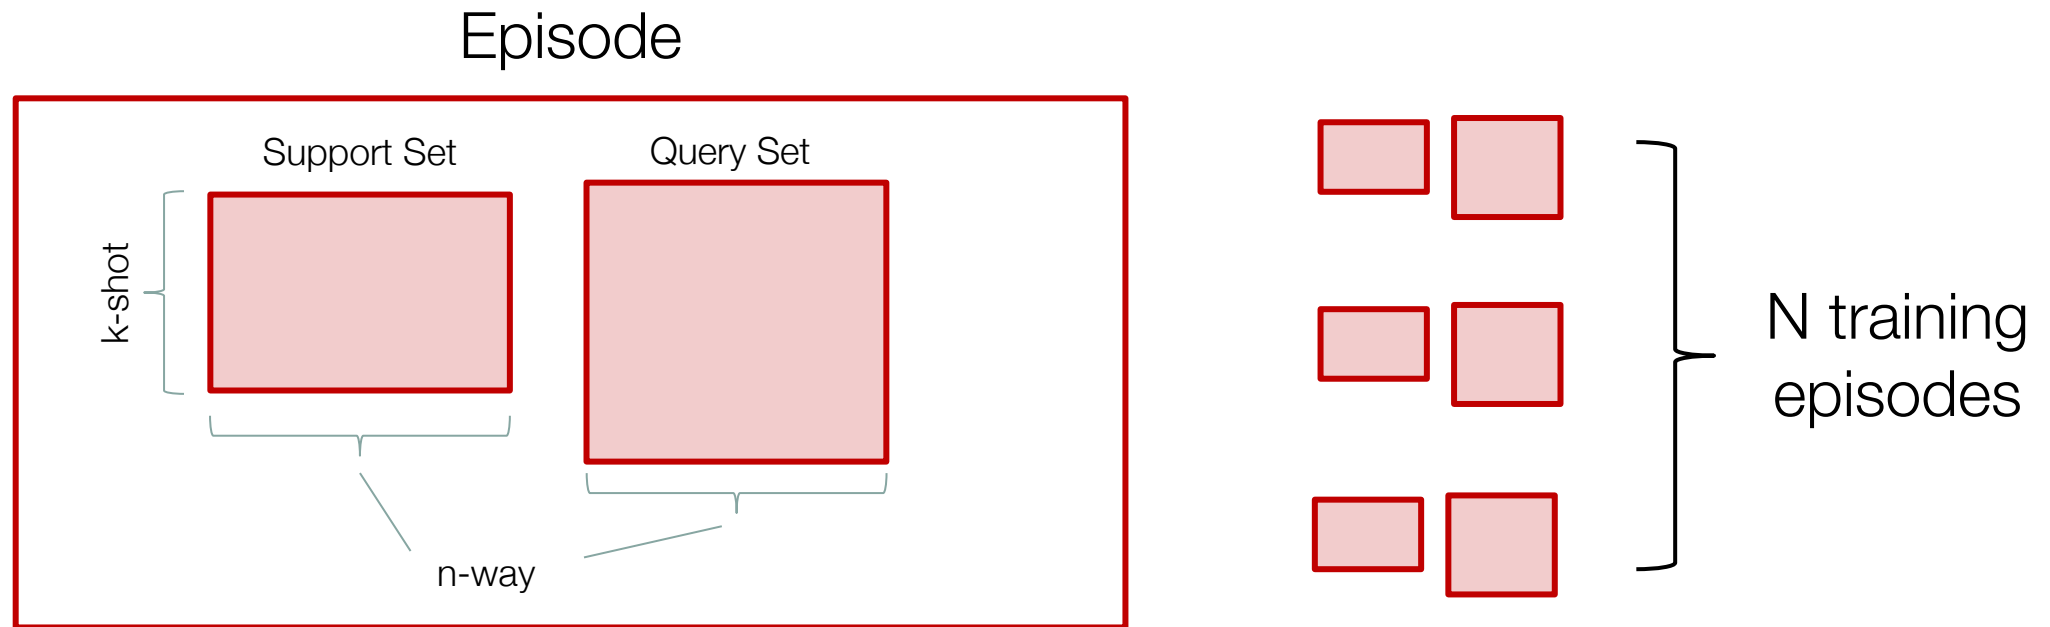 Episode
Support Set
Query Set
k-shot
n-way
N training
episodes